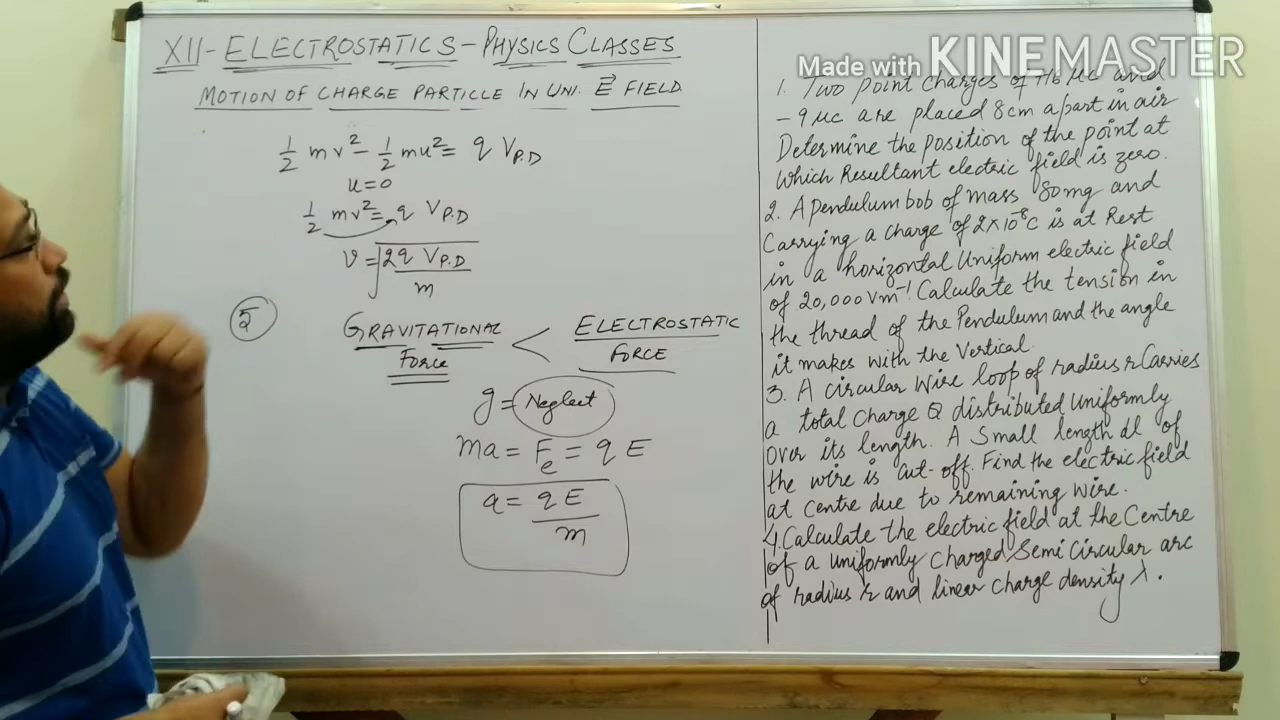 XII - ELECTROSTATICS - PHYSICS CLASSES
MOTION OF CHARGE PARTICLE IN UNI. E⃗ FIELD
½ mv² - ½ mu² = q V_P.D
u = 0
½ mv² = q V_P.D
v = √(2q V_P.D / m)
5
GRAVITATIONAL FORCE < ELECTROSTATIC FORCE
g = Neglect
ma = F_e = q E
a = qE / m
Made with KINEMASTER
1. Two point charges of +16 μc and
- 9 μc are placed 8cm apart in air
Determine the position of the point at
which Resultant electric field is zero.
2. A pendulum bob of mass 80mg and
Carrying a charge of 2×10⁻⁸C is at Rest
in a horizontal Uniform electric field
of 20,000 Vm⁻¹. Calculate the tension in
the thread of the Pendulum and the angle
it makes with the Vertical.
3. A circular wire loop of radius r Carries
a total charge Q distributed Uniformly
Over its length. A Small length dl of
the wire is cut-off. Find the electric field
at centre due to remaining wire.
4. Calculate the electric field at the Centre
of a uniformly charged Semi Circular arc
of radius r and linear charge density λ.